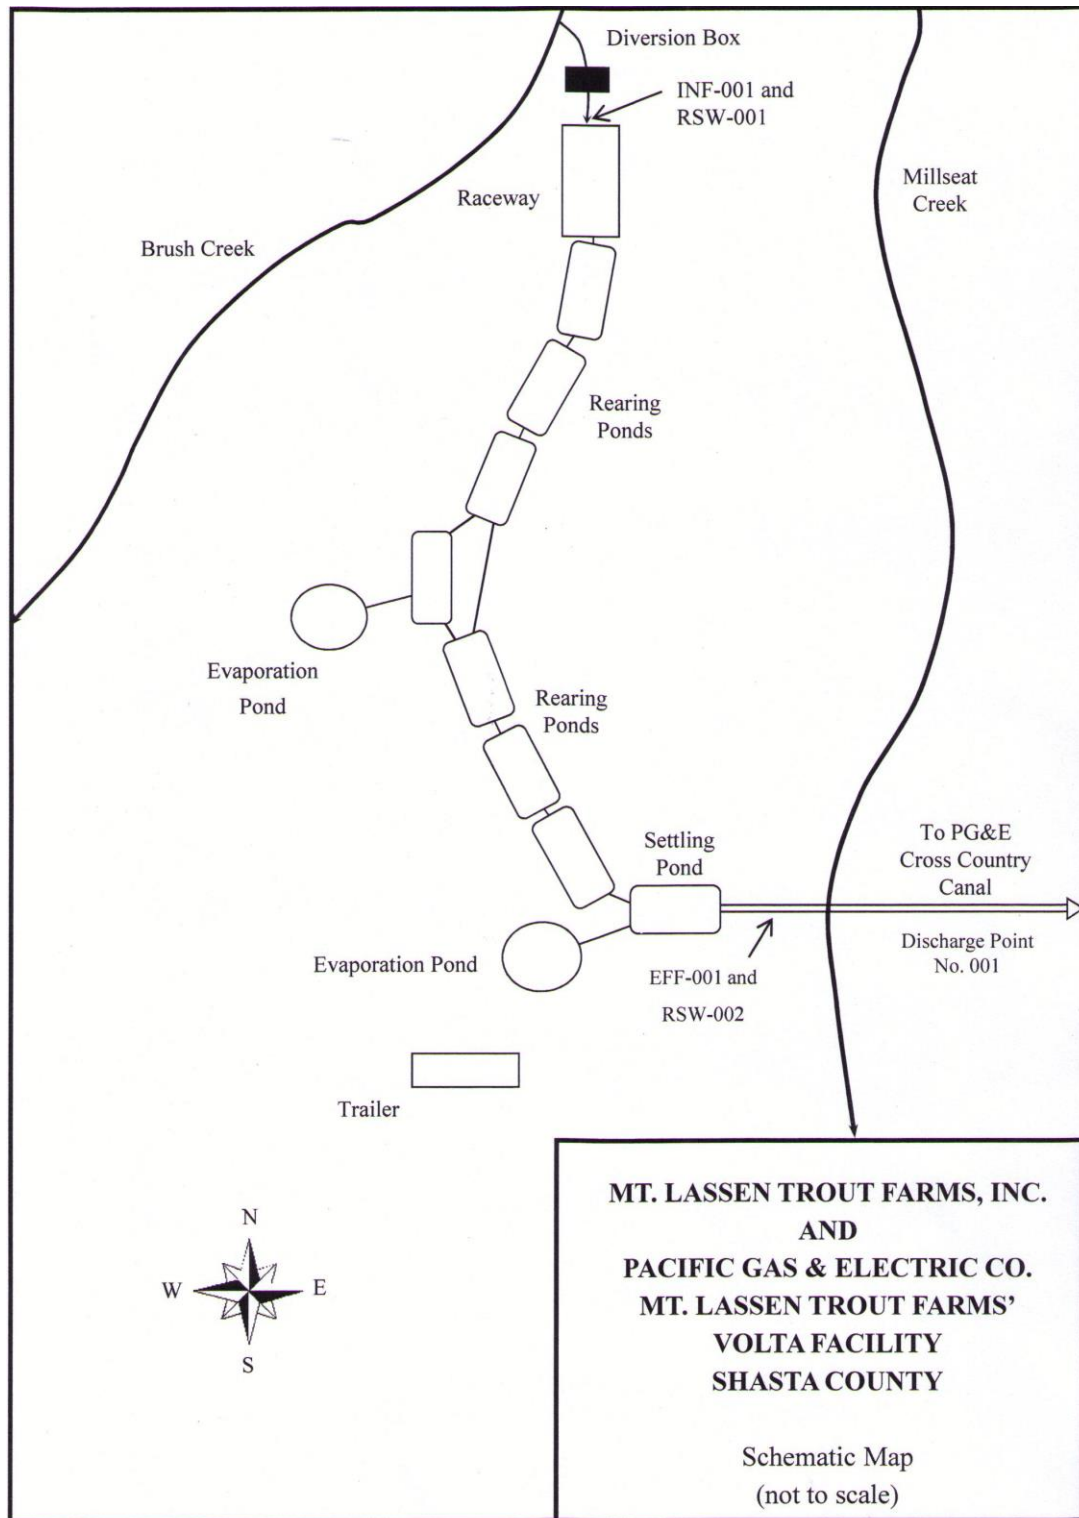 Diversion Box
INF-001 and
RSW-001
Raceway
Millseat
Creek
Brush Creek
Rearing
Ponds
Evaporation
Pond
Rearing
Ponds
Settling
Pond
To PG&E
Cross Country
Canal
Discharge Point
No. 001
Evaporation Pond
EFF-001 and
RSW-002
Trailer
N
W
E
S
MT. LASSEN TROUT FARMS, INC.
AND
PACIFIC GAS & ELECTRIC CO.
MT. LASSEN TROUT FARMS’
VOLTA FACILITY
SHASTA COUNTY
Schematic Map
(not to scale)